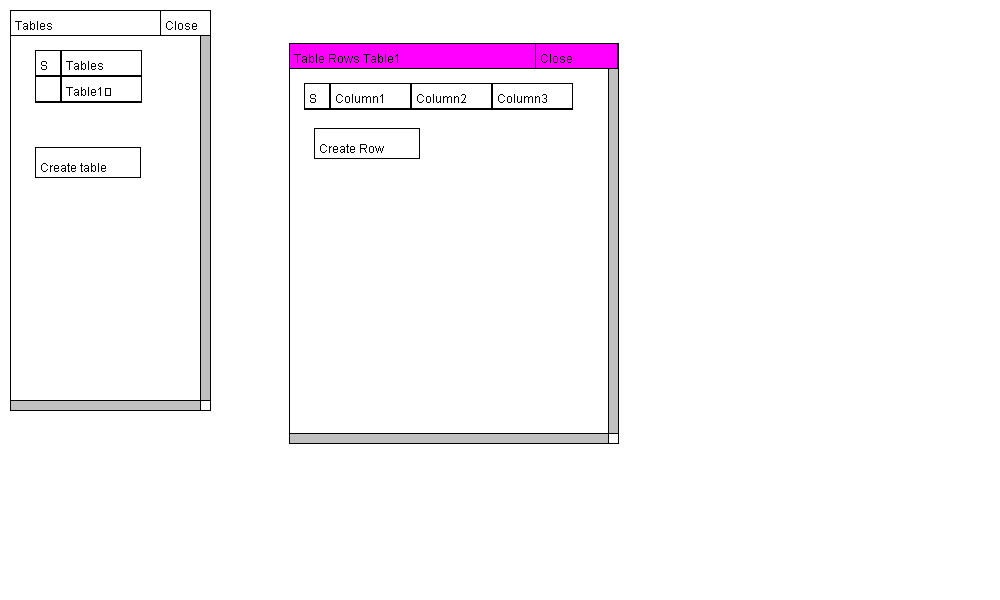 Tables Close
S Tables
Table1▯
Create table
Table Rows Table1 Close
S Column1 Column2 Column3
Create Row